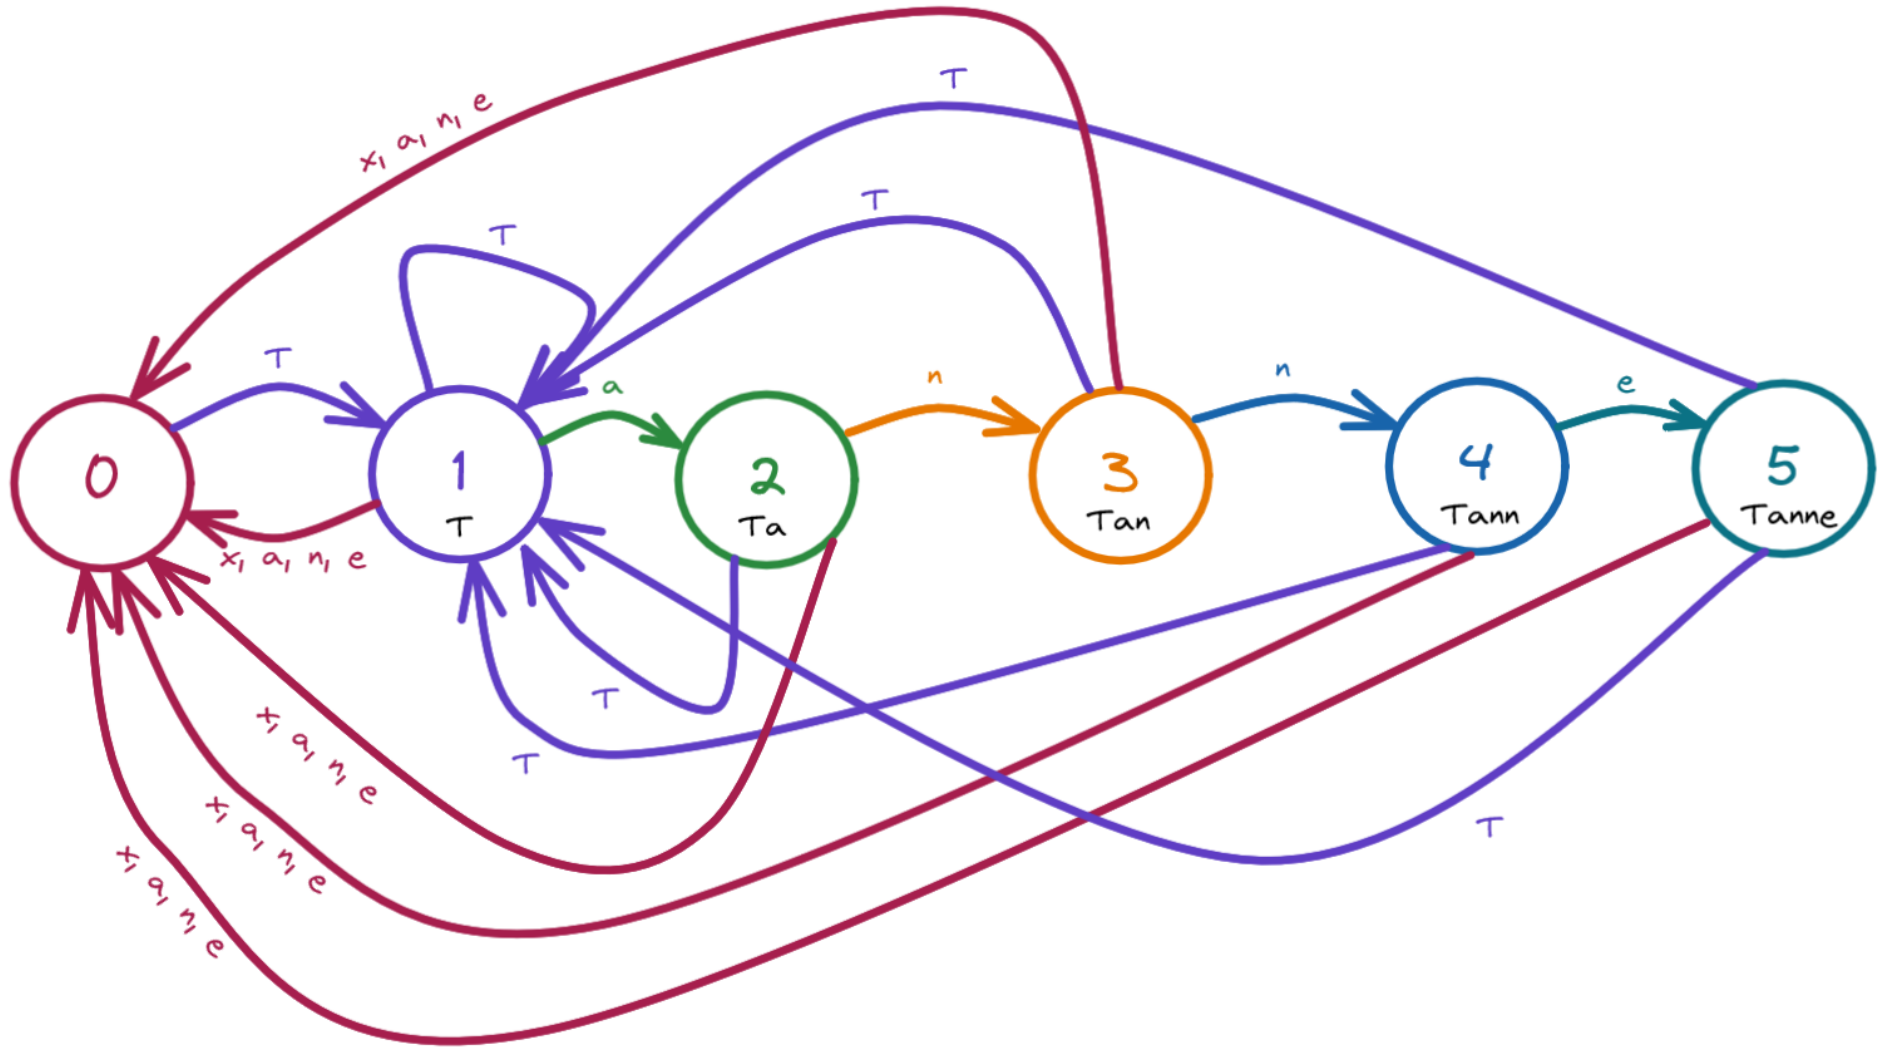 T
x, a, n, e
T
T
T
a
n
n
e
0
1
T
2
Ta
3
Tan
4
Tann
5
Tanne
x, a, n, e
T
x, a, n, e
T
x, a, n, e
T
x, a, n, e